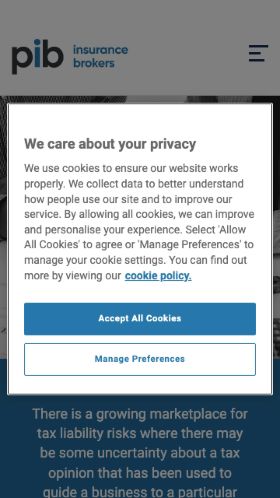 pib insurance
brokers
We care about your privacy
We use cookies to ensure our website works
properly. We collect data to better understand
how people use our site and to improve our
service. By allowing all cookies, we can improve
and personalise your experience. Select 'Allow
All Cookies' to agree or 'Manage Preferences' to
manage your cookie settings. You can find out
more by viewing our cookie policy.
Accept All Cookies
Manage Preferences
There is a growing marketplace for
tax liability risks where there may
be some uncertainty about a tax
opinion that has been used to
guide a business to a particular